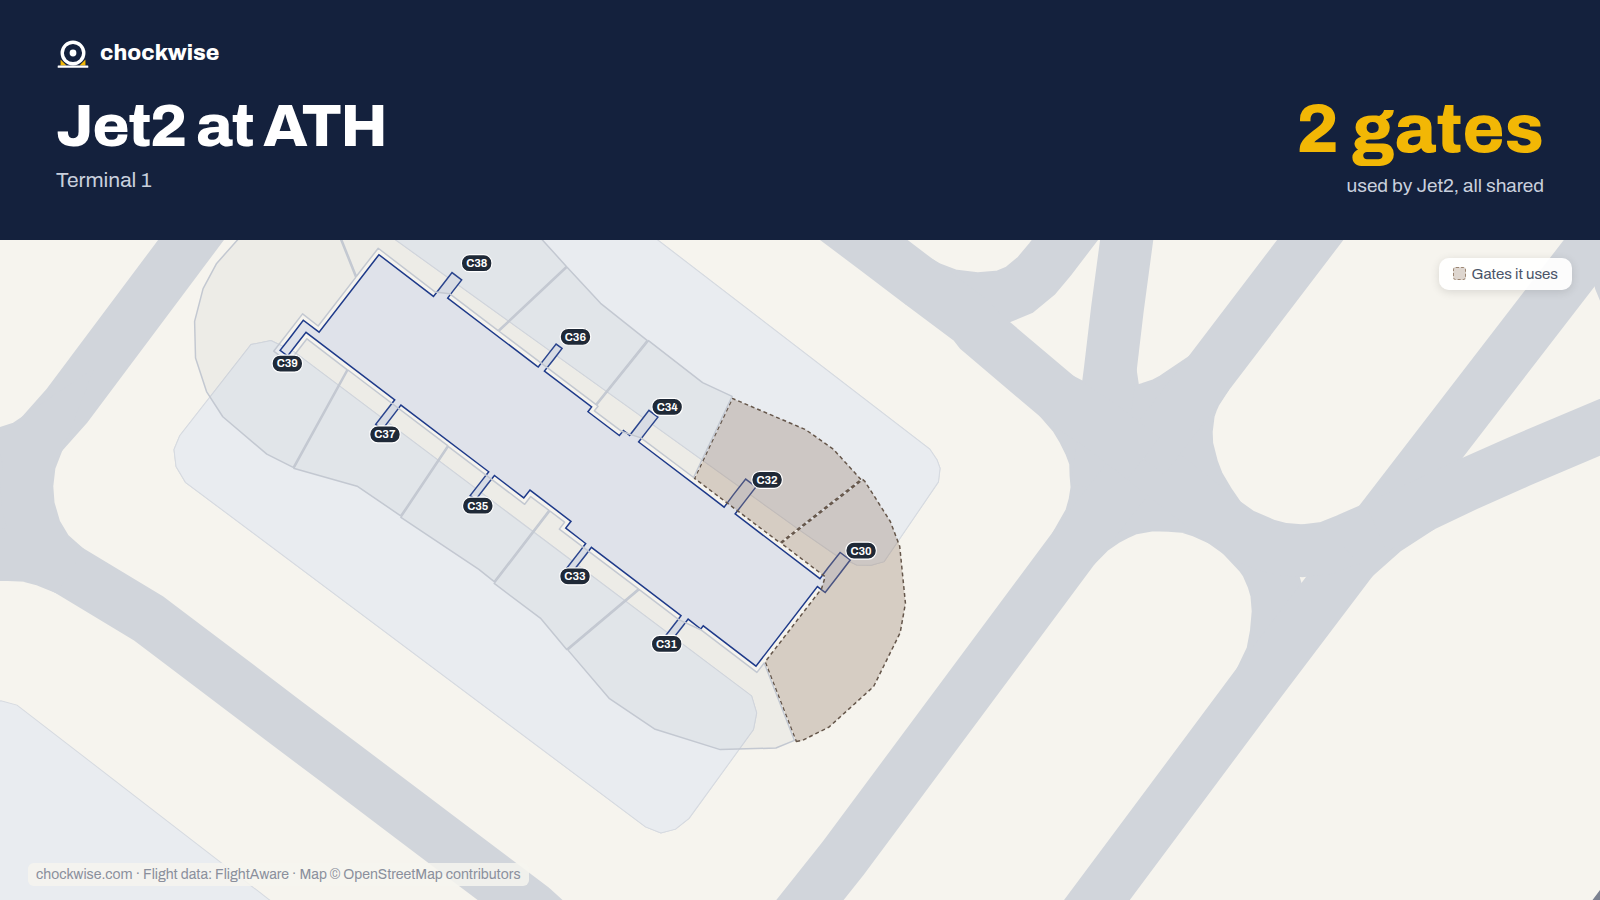 chockwise
Jet2 at ATH
Terminal 1
2 gates
used by Jet2, all shared
Gates it uses
C38
C36
C39
C34
C37
C32
C35
C30
C33
C31
chockwise.com · Flight data: FlightAware · Map © OpenStreetMap contributors